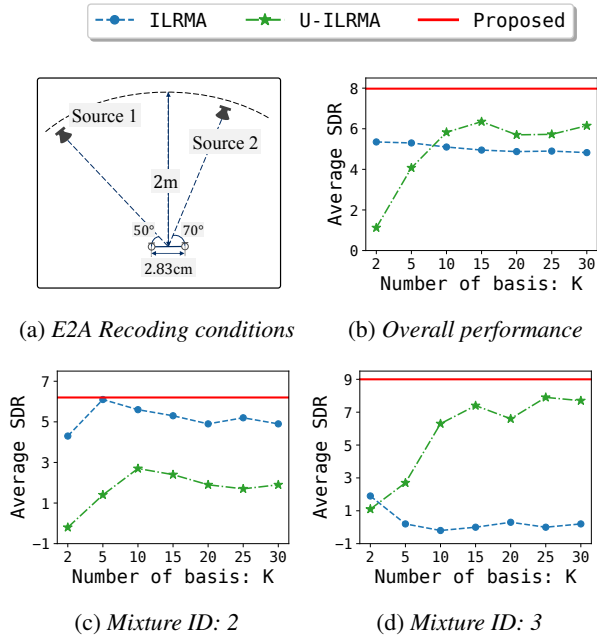 ILRMA U-ILRMA Proposed
Source 1
Source 2
2m
50° 70°
2.83cm
(a) E2A Recoding conditions
Average SDR
8
6
4
2
0
2 5 10 15 20 25 30
Number of basis: K
(b) Overall performance
Average SDR
7
5
3
1
−1
2 5 10 15 20 25 30
Number of basis: K
(c) Mixture ID: 2
Average SDR
9
7
5
3
1
−1
2 5 10 15 20 25 30
Number of basis: K
(d) Mixture ID: 3